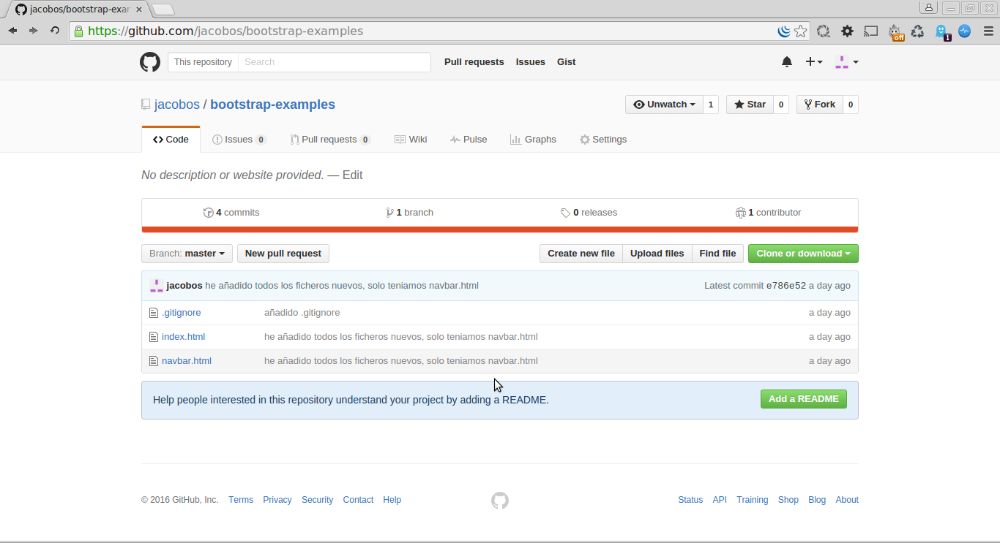 jacobos/bootstrap-exar
https://github.com/jacobos/bootstrap-examples
off
1
This repository Search Pull requests Issues Gist
jacobos / bootstrap-examples
Unwatch 1 Star 0 Fork 0
Code Issues 0 Pull requests 0 Wiki Pulse Graphs Settings
No description or website provided. — Edit
4 commits 1 branch 0 releases 1 contributor
Branch: master New pull request Create new file Upload files Find file Clone or download
jacobos he añadido todos los ficheros nuevos, solo teniamos navbar.html Latest commit e786e52 a day ago
.gitignore añadido .gitignore a day ago
index.html he añadido todos los ficheros nuevos, solo teniamos navbar.html a day ago
navbar.html he añadido todos los ficheros nuevos, solo teniamos navbar.html a day ago
Help people interested in this repository understand your project by adding a README. Add a README
© 2016 GitHub, Inc. Terms Privacy Security Contact Help Status API Training Shop Blog About